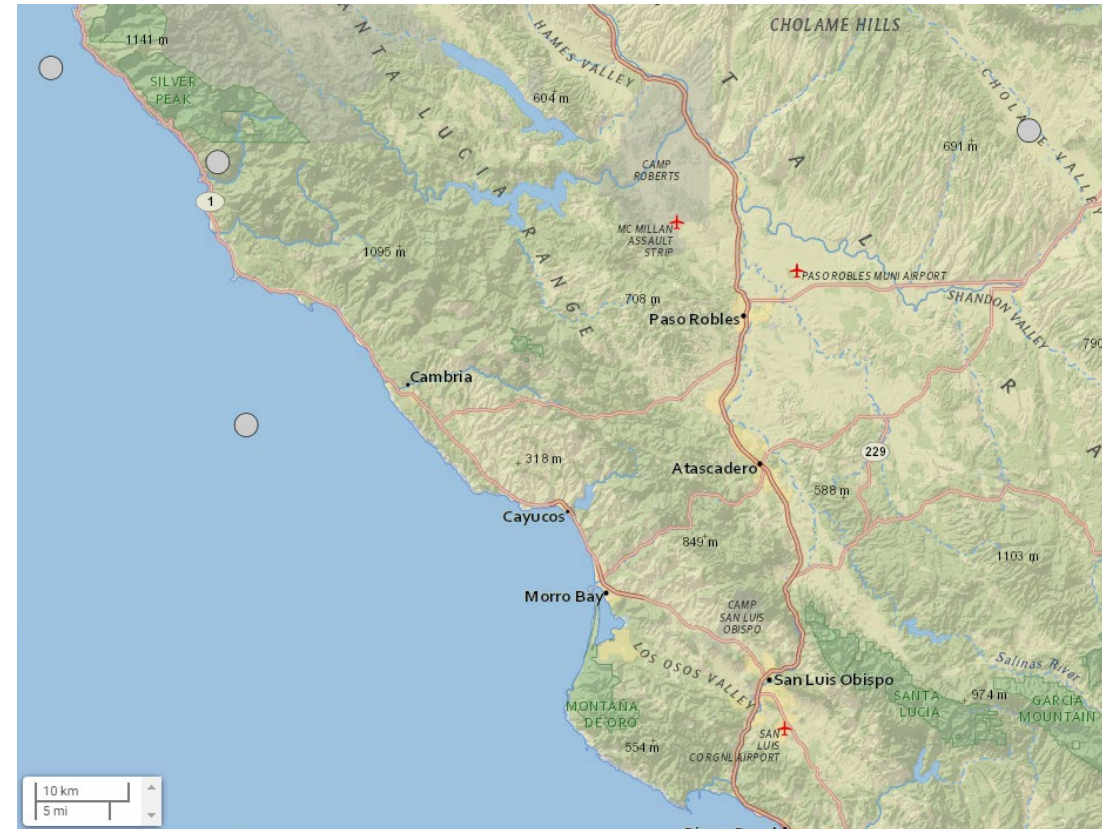 CHOLAME HILLS
1141 m
NTA LUCIA RANGE
HAMES VALLEY
SILVER
PEAK
604 m
CHOLAME VALLEY
691 m
CAMP
ROBERTS
1
MC MILLAN
ASSAULT
STRIP
1095 m
PASO ROBLES MUNI AIRPORT
708 m
SHANDON VALLEY
Paso Robles
790
TALRA
Cambria
318 m
229
Atascadero
588 m
Cayucos
849 m
1103 m
Morro Bay
CAMP
SAN LUIS
OBISPO
LOS OSOS VALLEY
Salinas River
San Luis Obispo
SANTA
LUCIA
974 m
GARCIA
MOUNTAIN
MONTAÑA
DE ORO
SAN
LUIS
CORGNL AIRPORT
554 m
10 km
5 mi